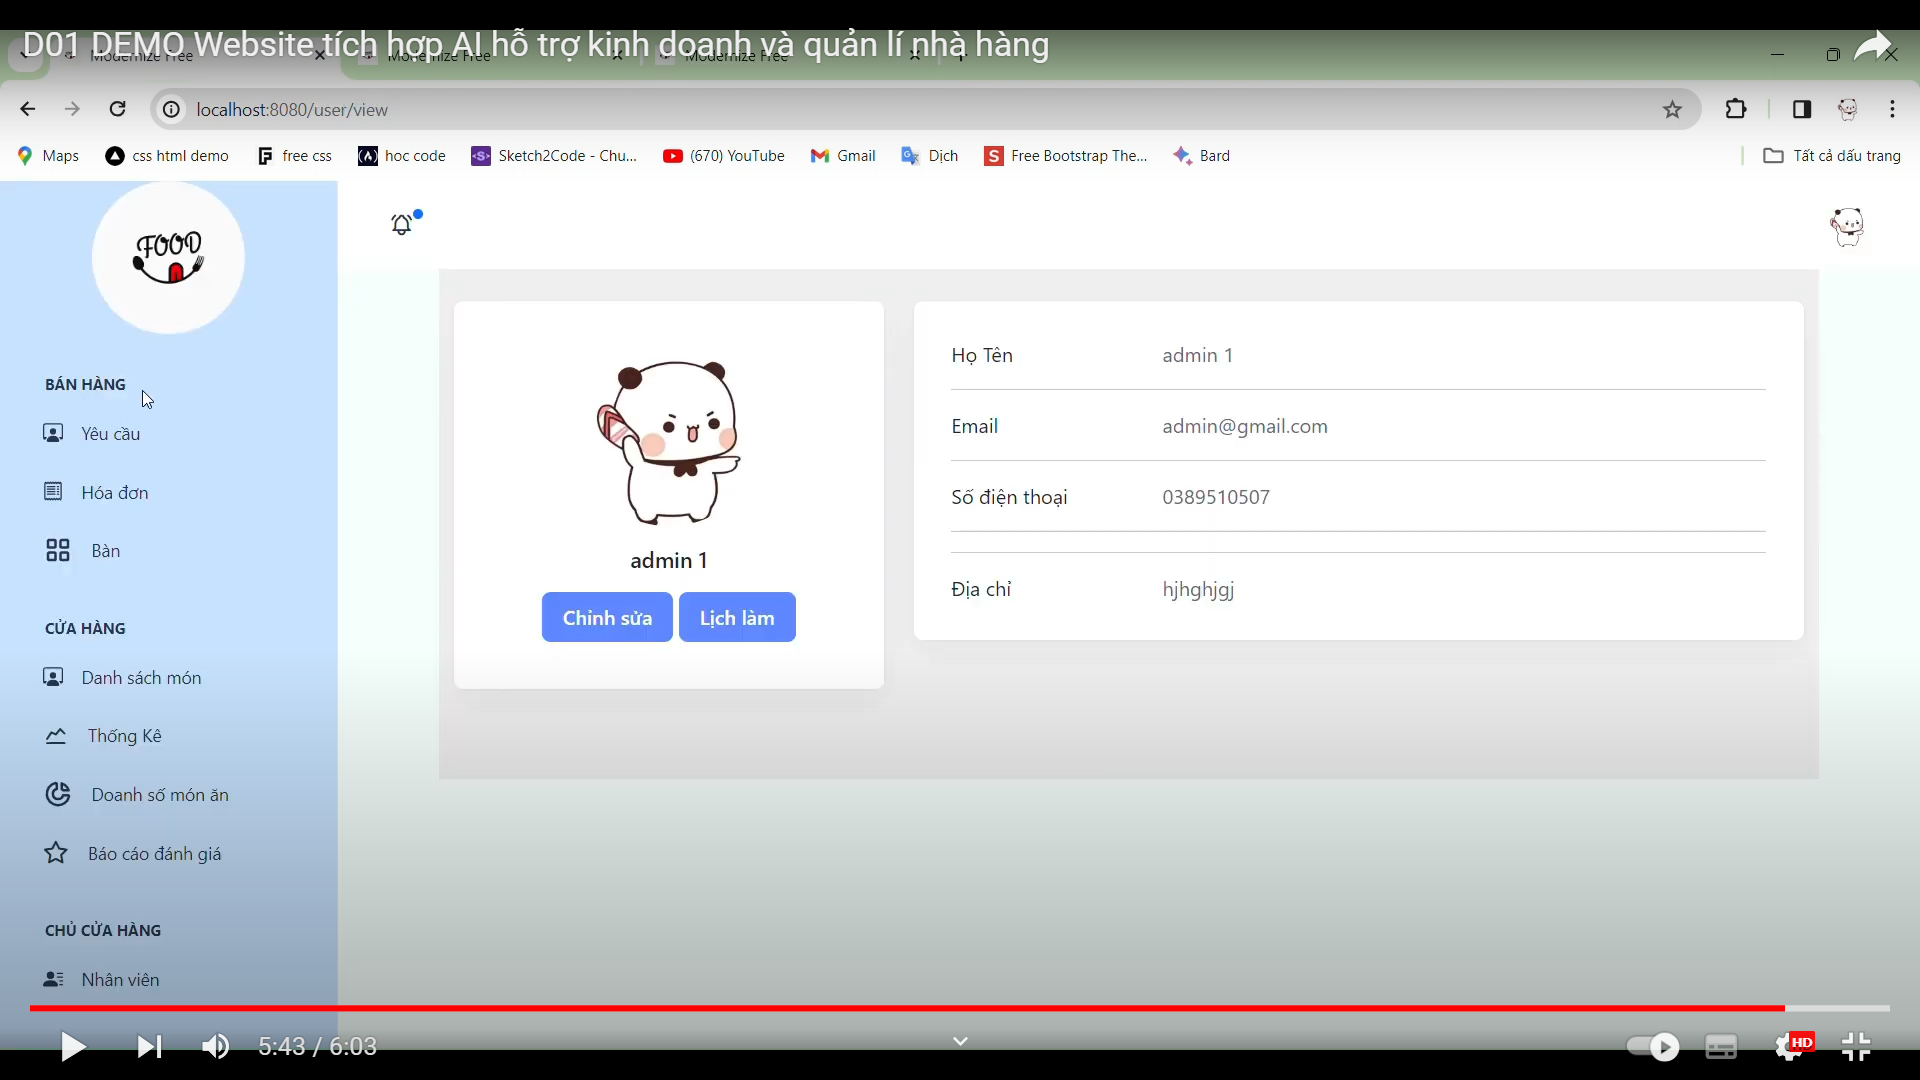 D01 DEMO Website tích hợp AI hỗ trợ kinh doanh và quản lí nhà hàng
Modernize Free
Modernize Free
Modernize Free
localhost:8080/user/view
Maps
css html demo
free css
hoc code
Sketch2Code - Chu...
(670) YouTube
Gmail
Dịch
Free Bootstrap The...
Bard
Tất cả dấu trang
FOOD
BÁN HÀNG
Yêu cầu
Hóa đơn
Bàn
CỬA HÀNG
Danh sách món
Thống Kê
Doanh số món ăn
Báo cáo đánh giá
CHỦ CỬA HÀNG
Nhân viên
admin 1
Chỉnh sửa
Lịch làm
Họ Tên admin 1
Email admin@gmail.com
Số điện thoại 0389510507
Địa chỉ hjhghjgj
5:43 / 6:03
HD